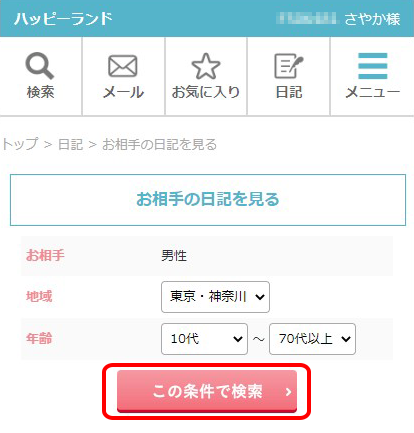 ハッピーランド
さやか様
検索 メール お気に入り 日記 メニュー
トップ > 日記 > お相手の日記を見る
お相手の日記を見る
お相手 男性
地域 東京・神奈川
年齢 10代 ～ 70代以上
この条件で検索